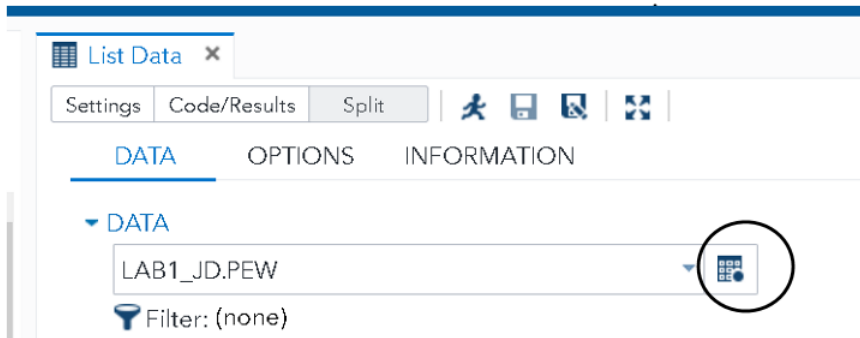 List Data
Settings Code/Results Split
DATA OPTIONS INFORMATION
DATA
LAB1_JD.PEW
Filter: (none)